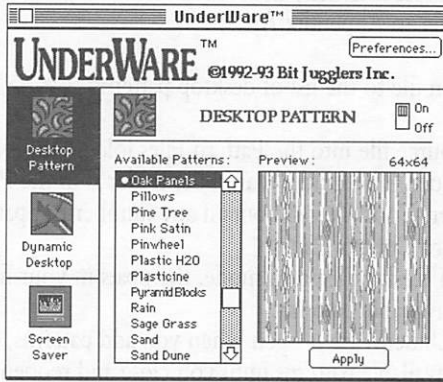 UnderWare™
UNDERWARE™
Preferences...
©1992-93 Bit Jugglers Inc.
Desktop
Pattern
DESKTOP PATTERN
On
Off
Available Patterns:
Preview:
64x64
Oak Panels
Pillows
Pine Tree
Pink Satin
Pinwheel
Plastic H2O
Plasticine
Pyramid Blocks
Rain
Sage Grass
Sand
Sand Dune
Dynamic
Desktop
Screen
Saver
Apply